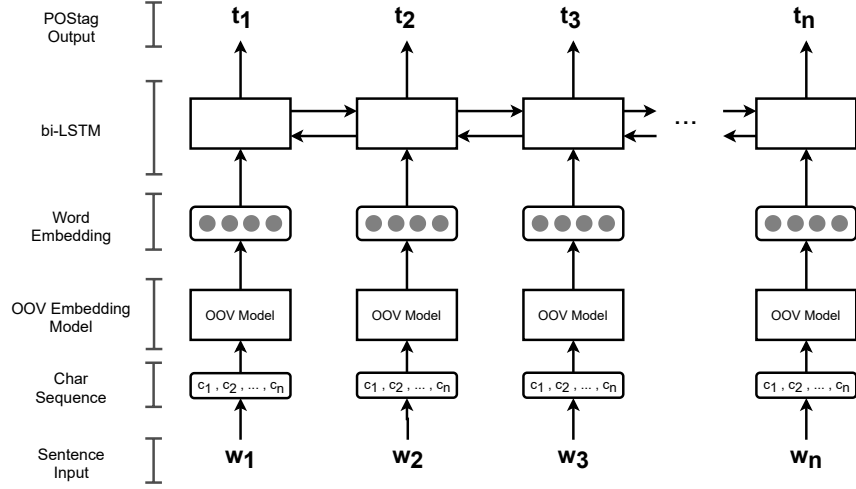 POStag
Output
t1 t2 t3 tn
bi-LSTM
...
Word
Embedding
OOV Embedding
Model
OOV Model OOV Model OOV Model OOV Model
Char
Sequence
c1 , c2 , ... , cn c1 , c2 , ... , cn c1 , c2 , ... , cn c1 , c2 , ... , cn
Sentence
Input
w1 w2 w3 wn